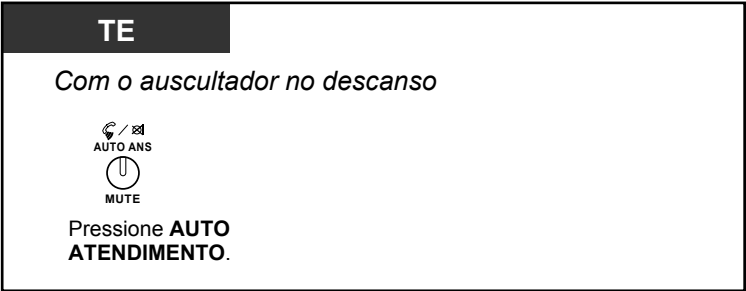 TE
Com o auscultador no descanso
AUTO ANS
MUTE
Pressione AUTO
ATENDIMENTO.